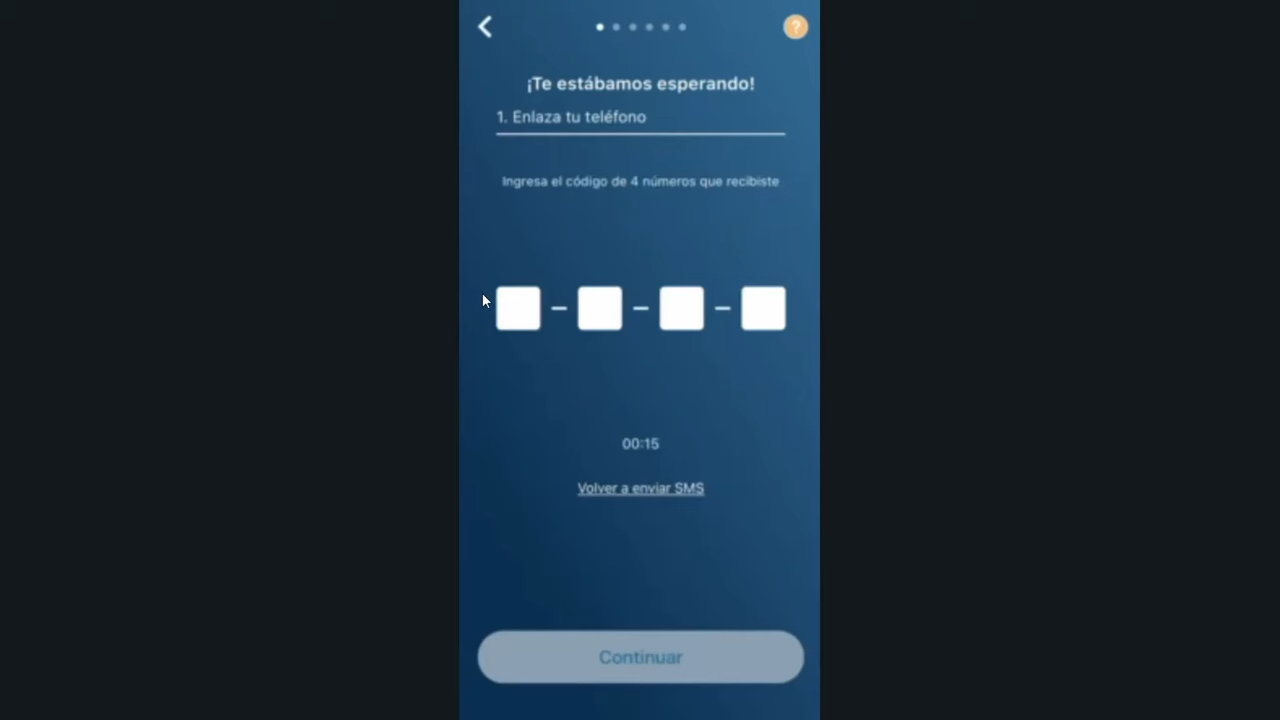 ?
¡Te estábamos esperando!
1. Enlaza tu teléfono
Ingresa el código de 4 números que recibiste
00:15
Volver a enviar SMS
Continuar